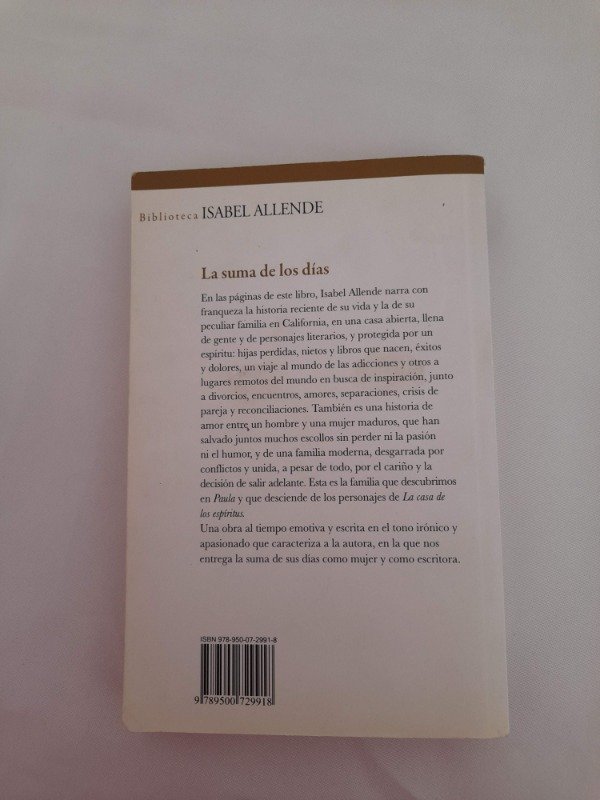 Biblioteca ISABEL ALLENDE
La suma de los días
En las páginas de este libro, Isabel Allende narra con
franqueza la historia reciente de su vida y la de su
peculiar familia en California, en una casa abierta, llena
de gente y de personajes literarios, y protegida por un
espíritu: hijas perdidas, nietos y libros que nacen, éxitos
y dolores, un viaje al mundo de las adicciones y otros a
lugares remotos del mundo en busca de inspiración, junto
a divorcios, encuentros, amores, separaciones, crisis de
pareja y reconciliaciones. También es una historia de
amor entre un hombre y una mujer maduros, que han
salvado juntos muchos escollos sin perder ni la pasión
ni el humor, y de una familia moderna, desgarrada por
conflictos y unida, a pesar de todo, por el cariño y la
decisión de salir adelante. Esta es la familia que descubrimos
en Paula y que desciende de los personajes de La casa de
los espíritus.
Una obra al tiempo emotiva y escrita en el tono irónico y
apasionado que caracteriza a la autora, en la que nos
entrega la suma de sus días como mujer y como escritora.
ISBN 978-950-07-2991-8
9 789500 729918